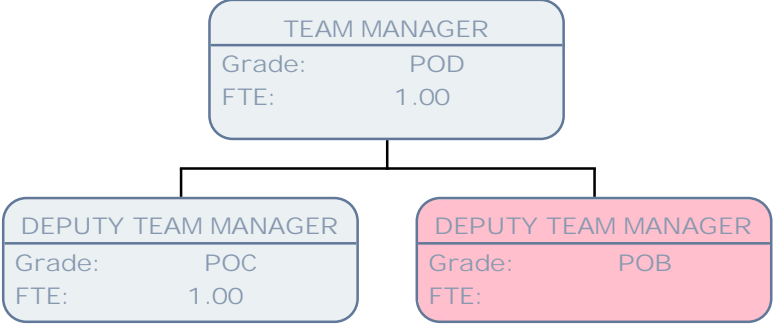 TEAM MANAGER
Grade: POD
FTE: 1.00
DEPUTY TEAM MANAGER
Grade: POC
FTE: 1.00
DEPUTY TEAM MANAGER
Grade: POB
FTE: